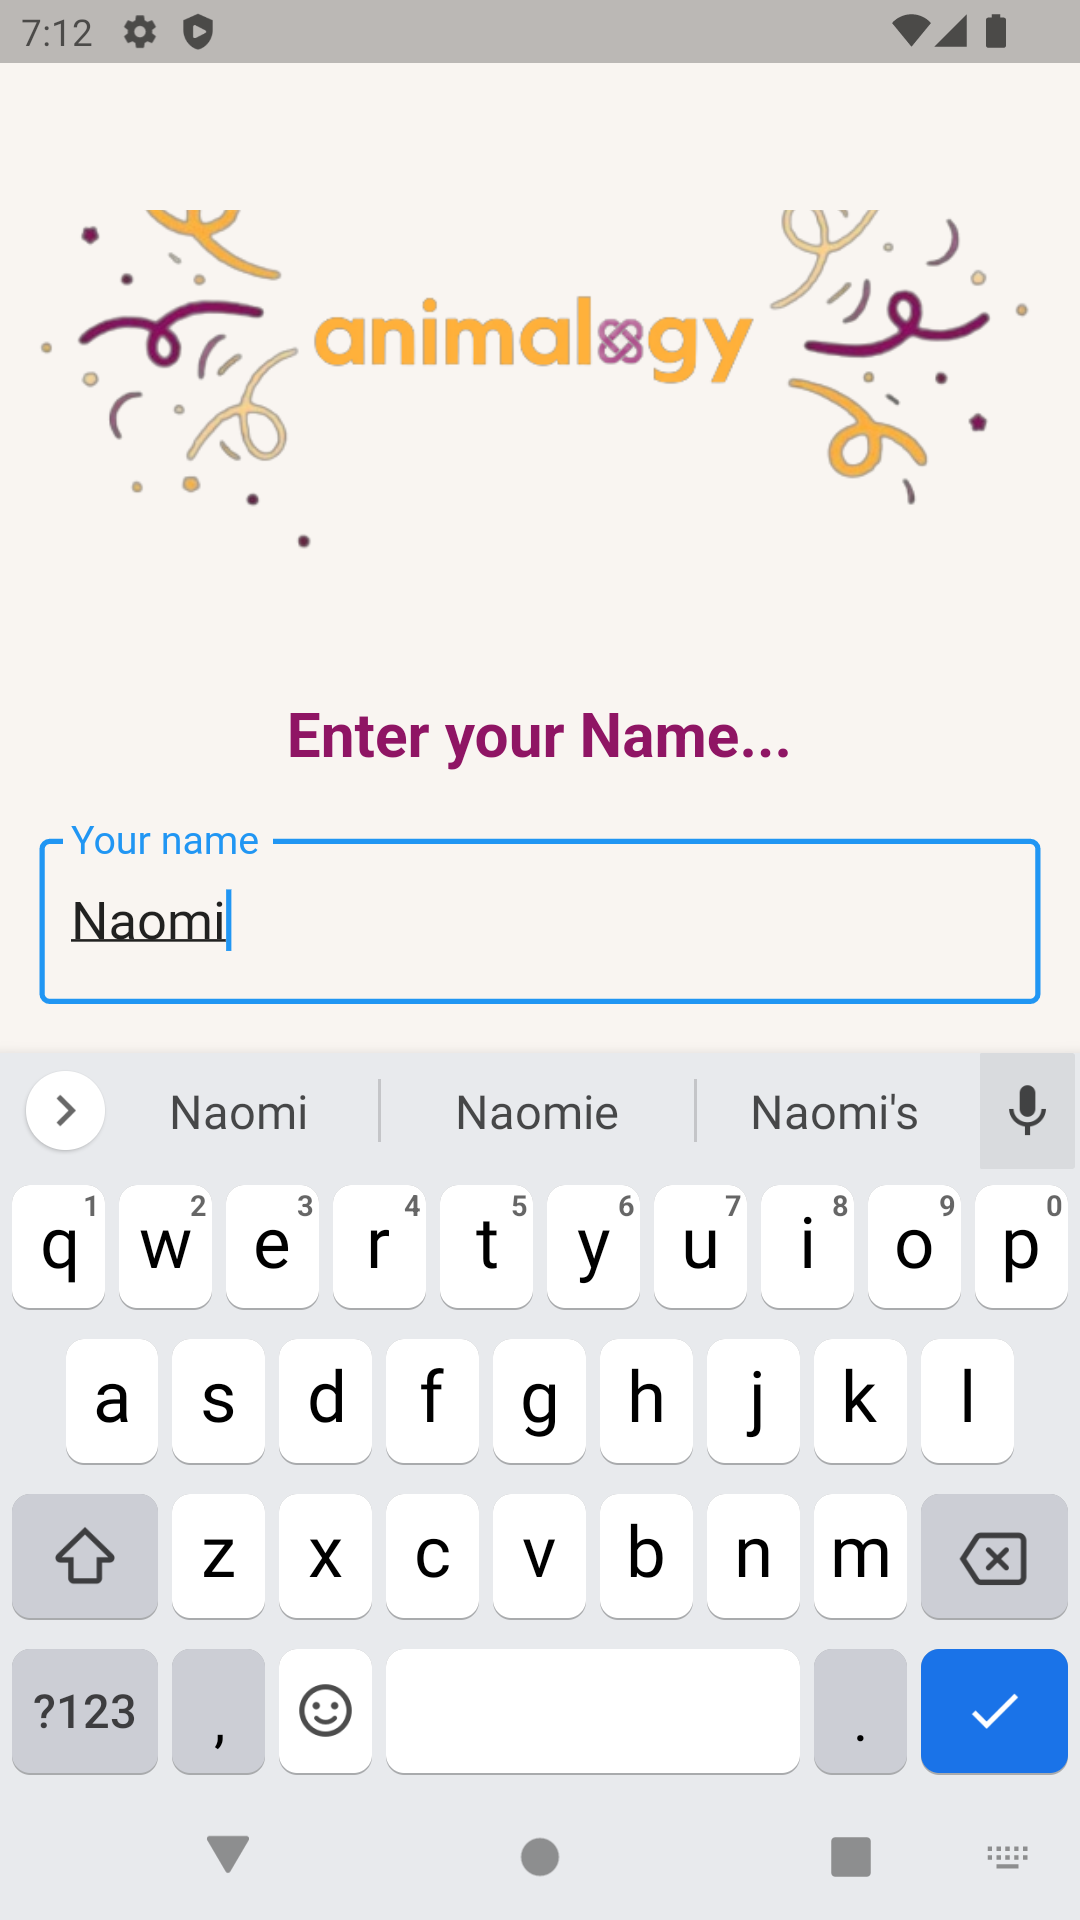 7:12
animalogy
Enter your Name...
Your name
Naomi
Naomi Naomie Naomi's
q1 w2 e3 r4 t5 y6 u7 i8 o9 p0
a s d f g h j k l
z x c v b n m
?123 , .